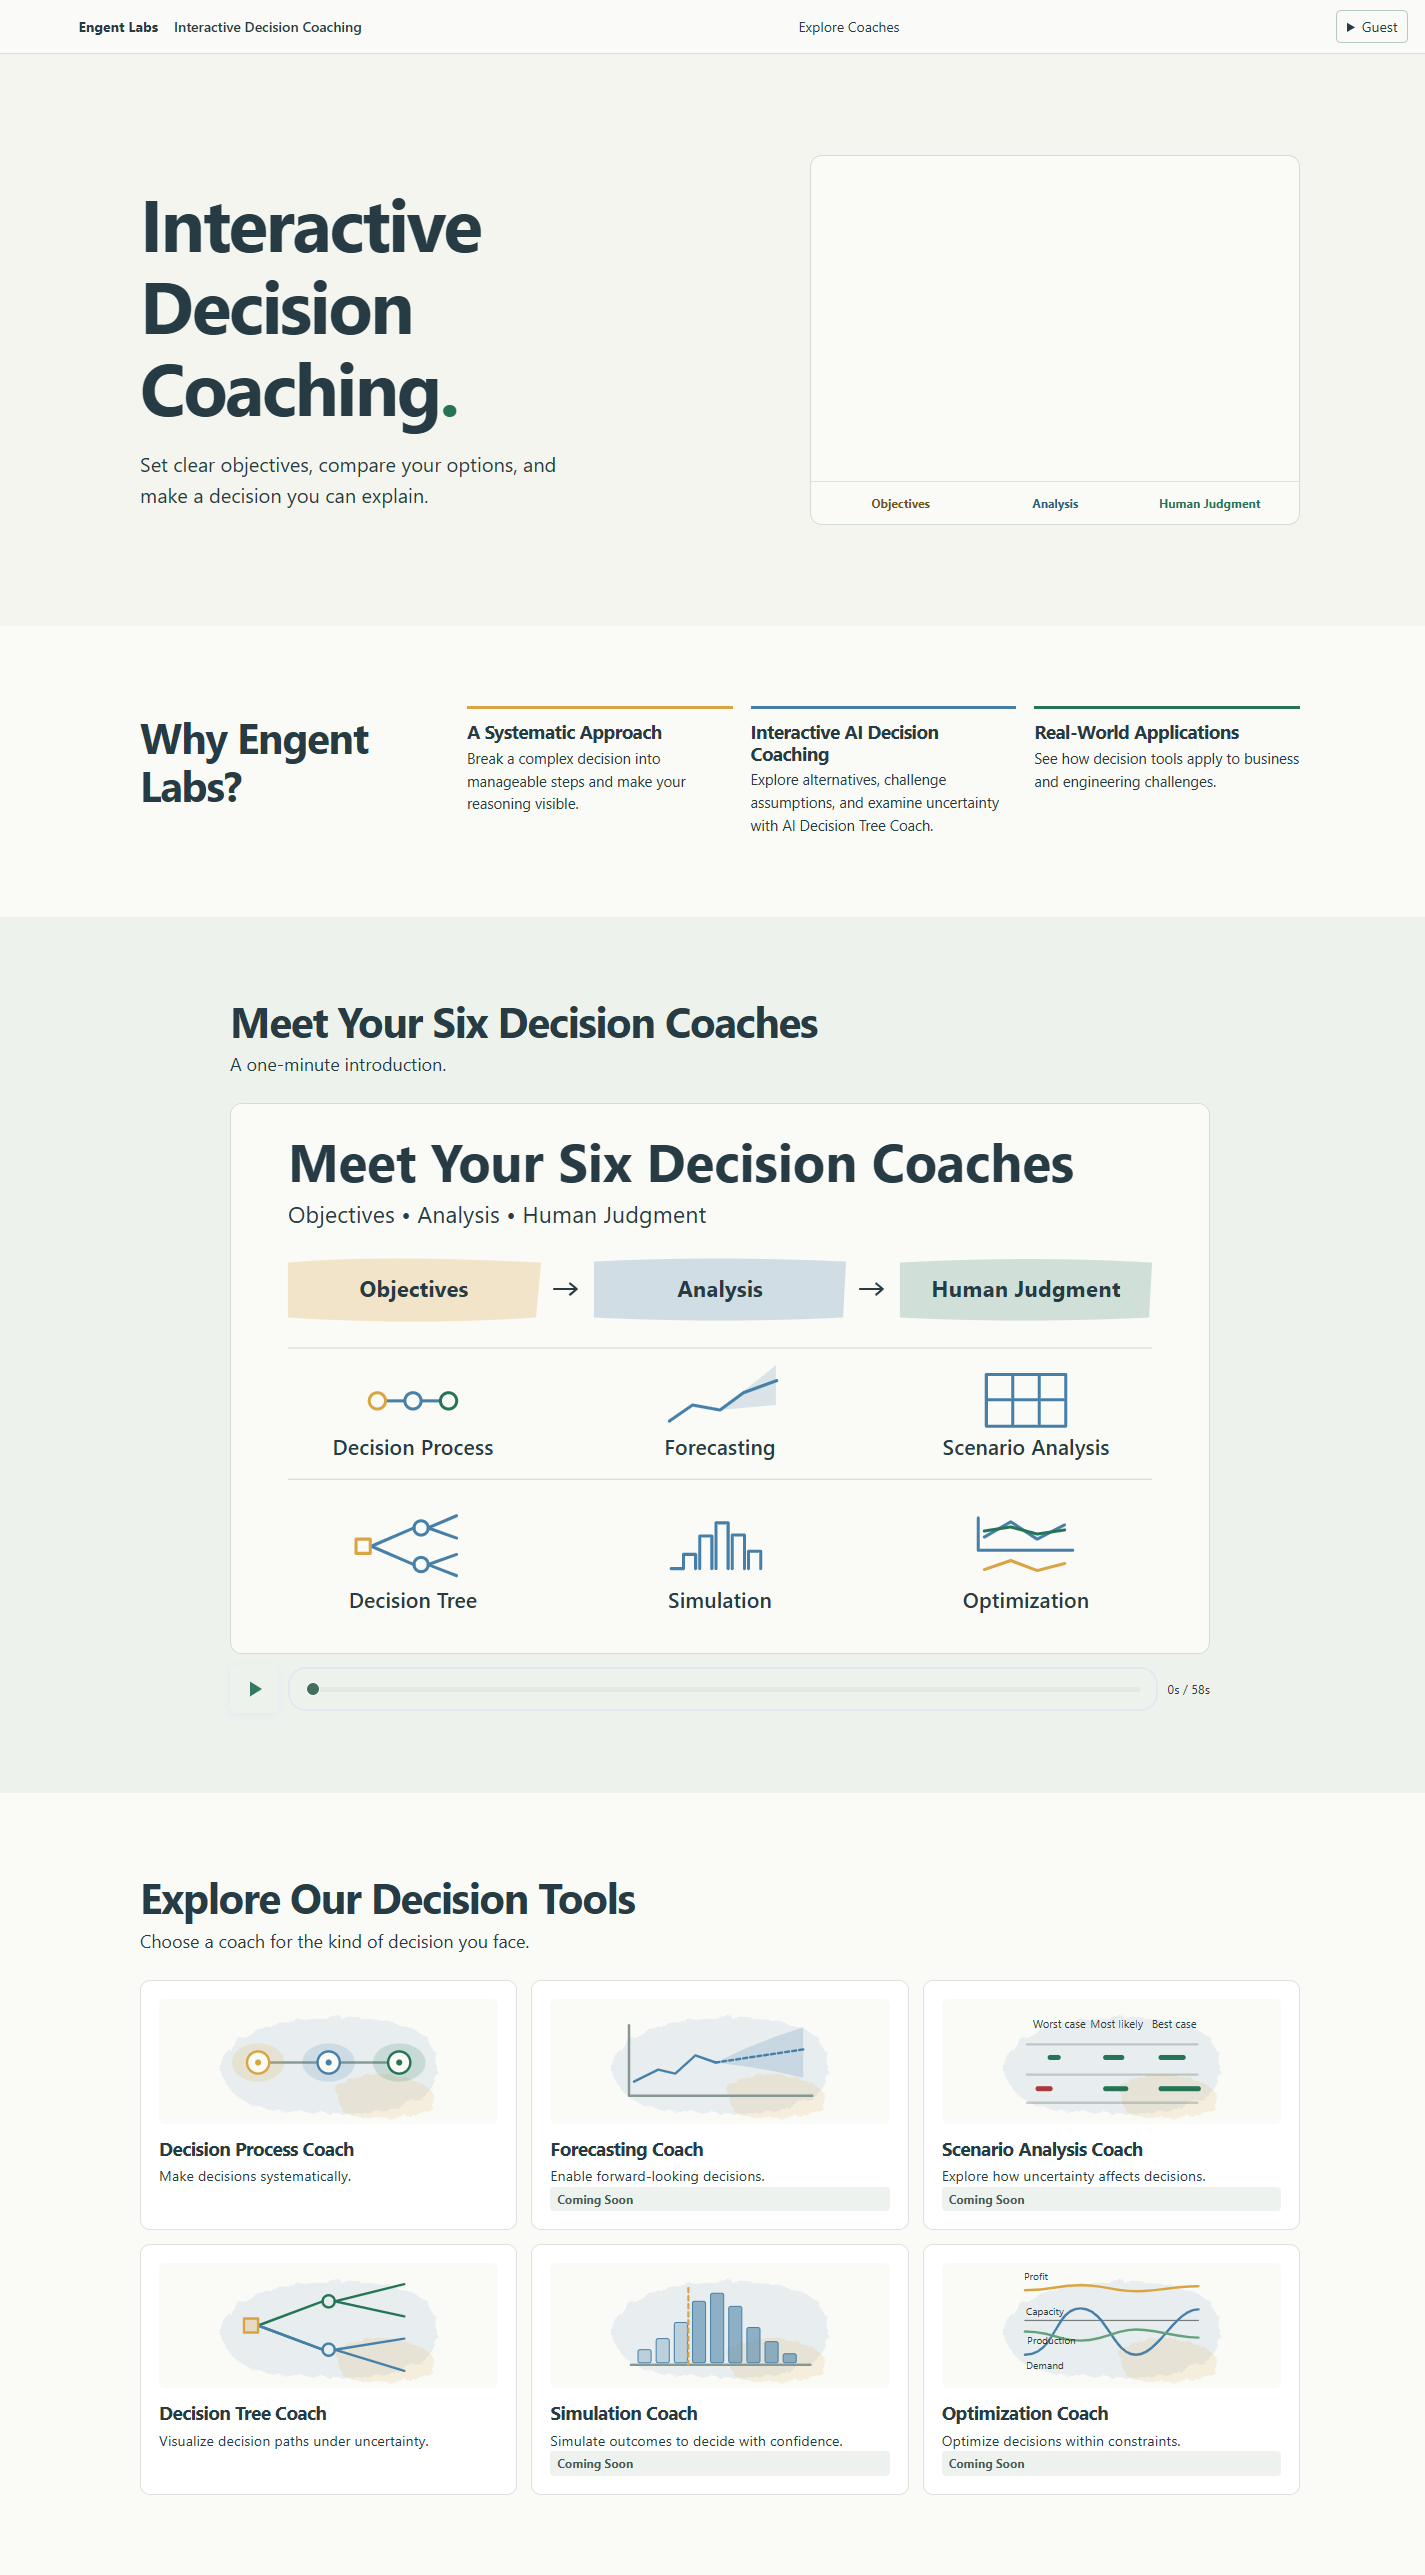 Engent Labs Interactive Decision Coaching Explore Coaches Guest
Interactive
Decision
Coaching.
Set clear objectives, compare your options, and
make a decision you can explain.
Objectives Analysis Human Judgment
Why Engent
Labs?
A Systematic Approach
Break a complex decision into
manageable steps and make your
reasoning visible.
Interactive AI Decision
Coaching
Explore alternatives, challenge
assumptions, and examine uncertainty
with AI Decision Tree Coach.
Real-World Applications
See how decision tools apply to business
and engineering challenges.
Meet Your Six Decision Coaches
A one-minute introduction.
Meet Your Six Decision Coaches
Objectives • Analysis • Human Judgment
Objectives → Analysis → Human Judgment
Decision Process Forecasting Scenario Analysis
Decision Tree Simulation Optimization
0s / 58s
Explore Our Decision Tools
Choose a coach for the kind of decision you face.
Decision Process Coach
Make decisions systematically.
Forecasting Coach
Enable forward-looking decisions.
Coming Soon
Worst case Most likely Best case
Scenario Analysis Coach
Explore how uncertainty affects decisions.
Coming Soon
Decision Tree Coach
Visualize decision paths under uncertainty.
Simulation Coach
Simulate outcomes to decide with confidence.
Coming Soon
Profit
Capacity
Production
Demand
Optimization Coach
Optimize decisions within constraints.
Coming Soon